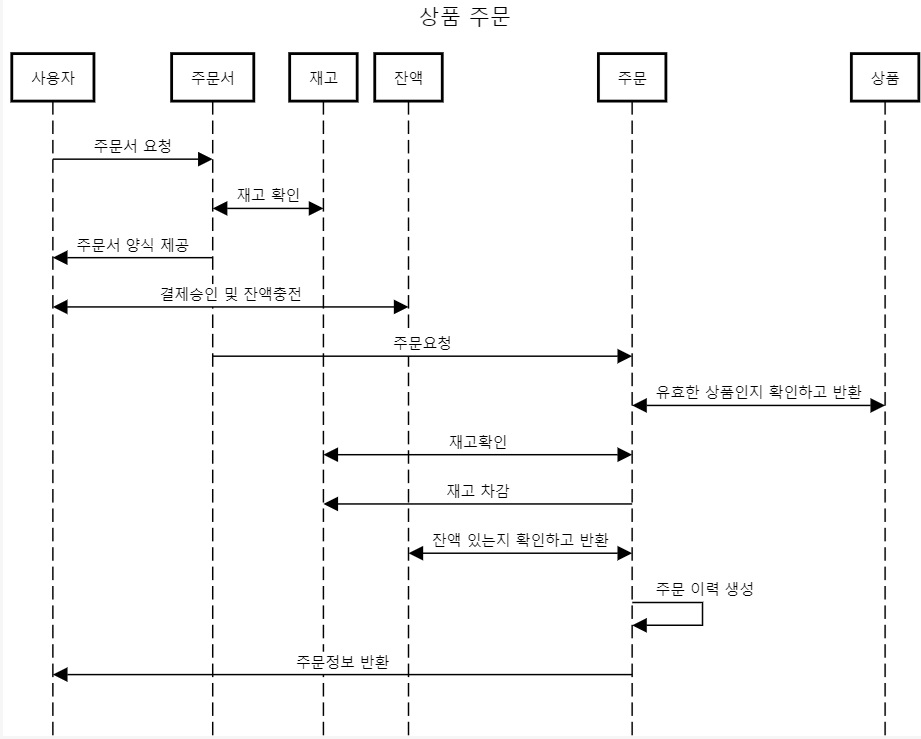 상품 주문
사용자
주문서
재고
잔액
주문
상품
주문서 요청
재고 확인
주문서 양식 제공
결제승인 및 잔액충전
주문요청
유효한 상품인지 확인하고 반환
재고확인
재고 차감
잔액 있는지 확인하고 반환
주문 이력 생성
주문정보 반환